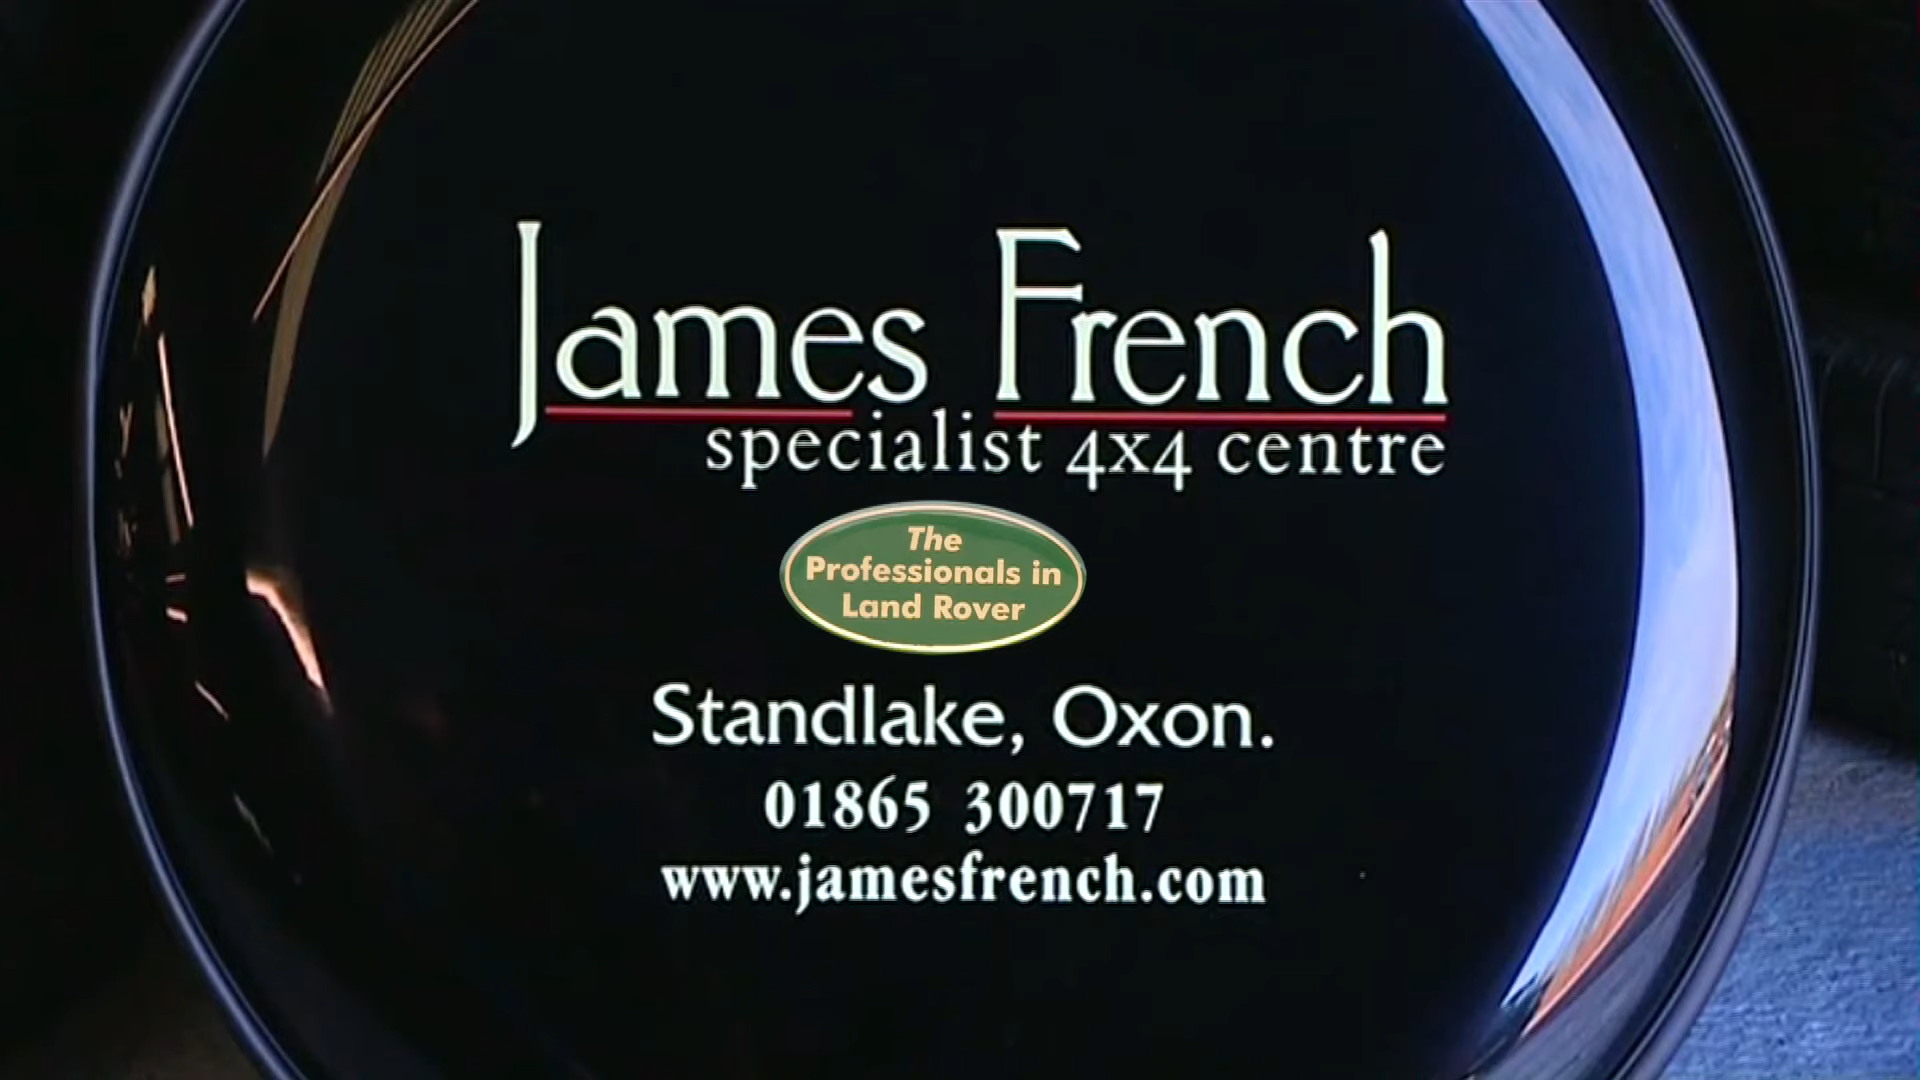 James French
specialist 4x4 centre
The
Professionals in
Land Rover
Standlake, Oxon.
01865 300717
www.jamesfrench.com